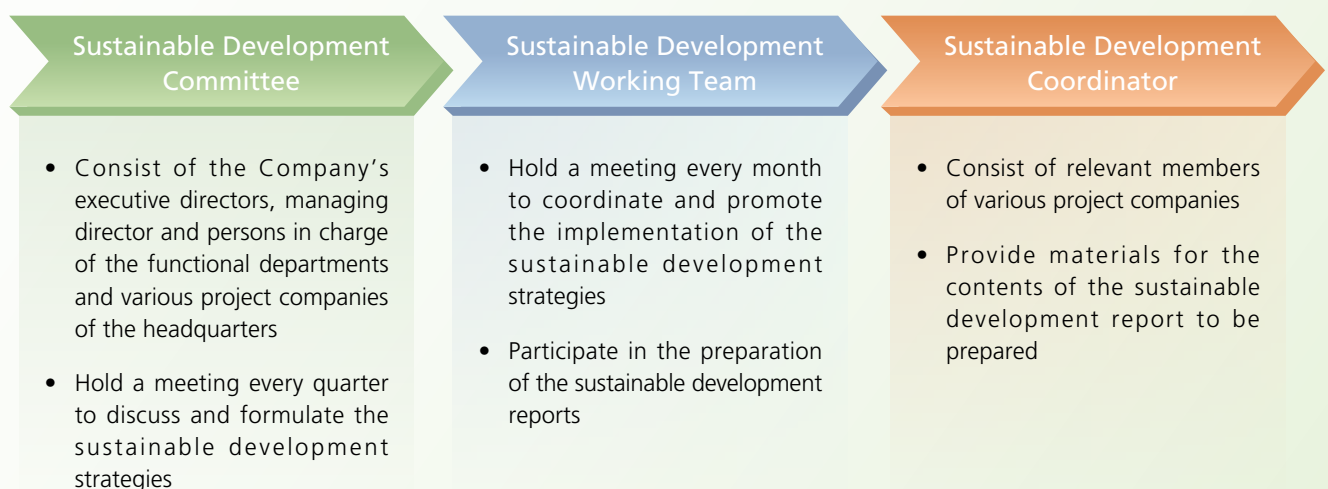 Sustainable Development
Committee
• Consist of the Company's
executive directors, managing
director and persons in charge
of the functional departments
and various project companies
of the headquarters
• Hold a meeting every quarter
to discuss and formulate the
sustainable development
strategies
Sustainable Development
Working Team
• Hold a meeting every month
to coordinate and promote
the implementation of the
sustainable development
strategies
• Participate in the preparation
of the sustainable development
reports
Sustainable Development
Coordinator
• Consist of relevant members
of various project companies
• Provide materials for the
contents of the sustainable
development report to be
prepared